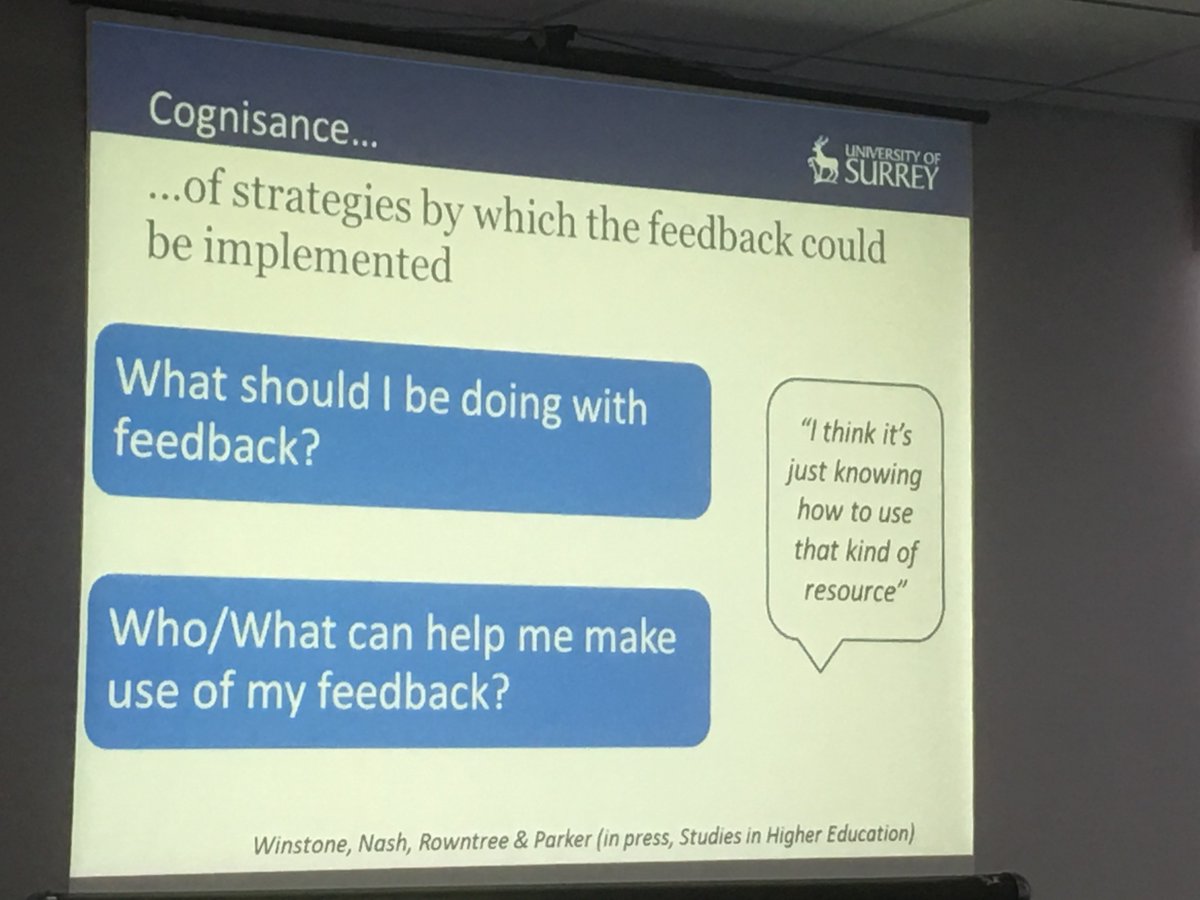 Cognisance...
UNIVERSITY OF
SURREY
...of strategies by which the feedback could
be implemented
What should I be doing with
feedback?
"I think it's
just knowing
how to use
that kind of
resource"
Who/What can help me make
use of my feedback?
Winstone, Nash, Rowntree & Parker (in press, Studies in Higher Education)